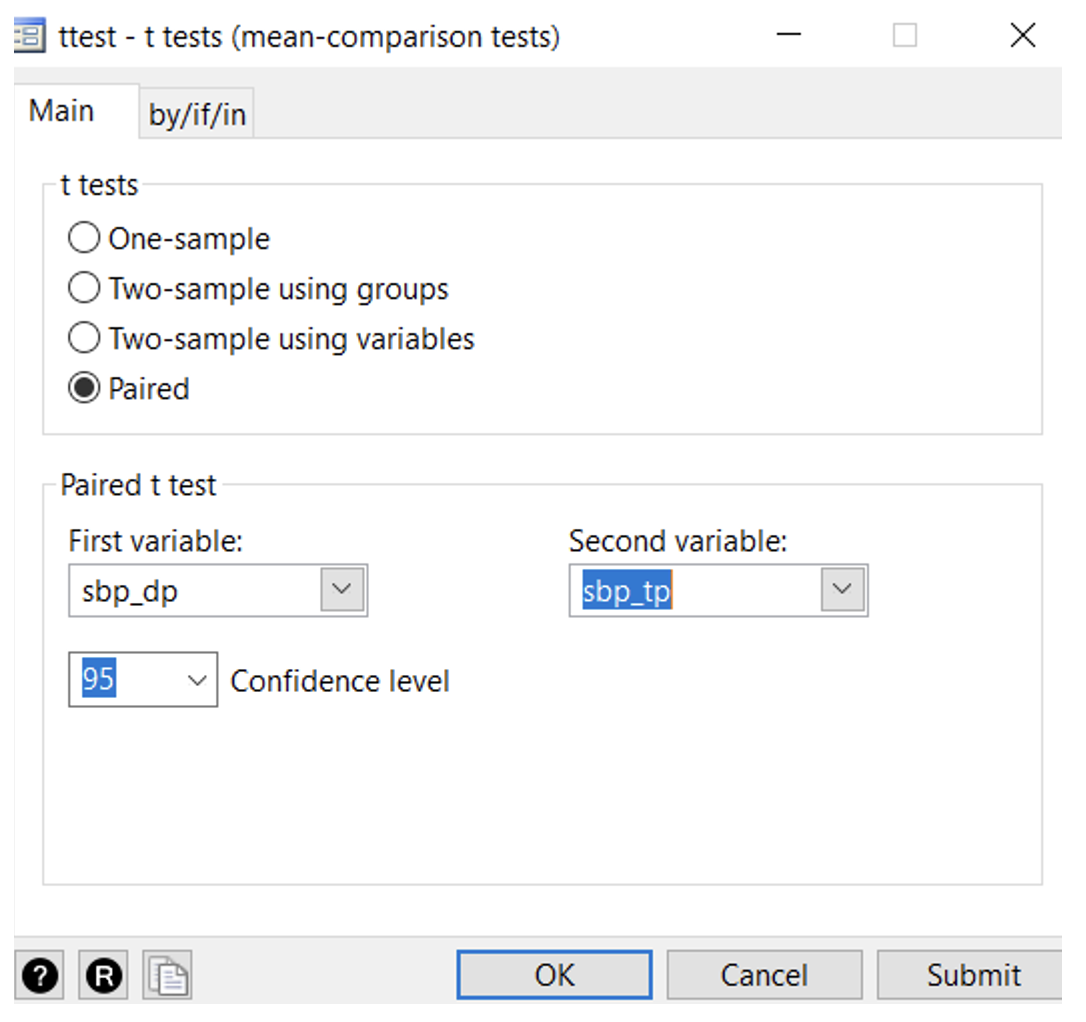 ttest - t tests (mean-comparison tests)
Main by/if/in
t tests
One-sample
Two-sample using groups
Two-sample using variables
Paired
Paired t test
First variable: Second variable:
sbp_dp sbp_tp
95 Confidence level
? R OK Cancel Submit